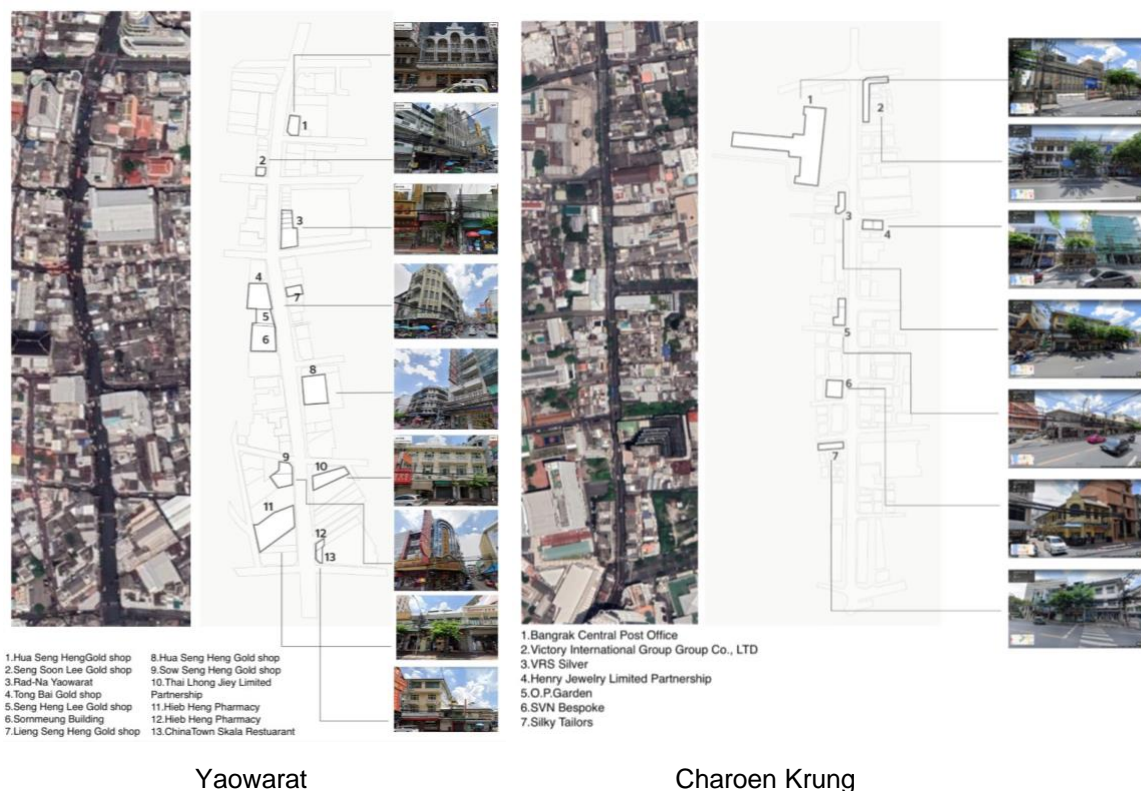 1
2
3
4
5
6
7
8
9
10
11
12
13
1.Hua Seng HengGold shop
2.Seng Soon Lee Gold shop
3.Rad-Na Yaowarat
4.Tong Bai Gold shop
5.Seng Heng Lee Gold shop
6.Sommeung Building
7.Lieng Seng Heng Gold shop
8.Hua Seng Heng Gold shop
9.Sow Seng Heng Gold shop
10.Thai Lhong Jiey Limited
Partnership
11.Hieb Heng Pharmacy
12.Hieb Heng Pharmacy
13.ChinaTown Skala Restuarant
Yaowarat
1
2
3
4
5
6
7
1.Bangrak Central Post Office
2.Victory International Group Group Co., LTD
3.VRS Silver
4.Henry Jewelry Limited Partnership
5.O.P.Garden
6.SVN Bespoke
7.Silky Tailors
Charoen Krung